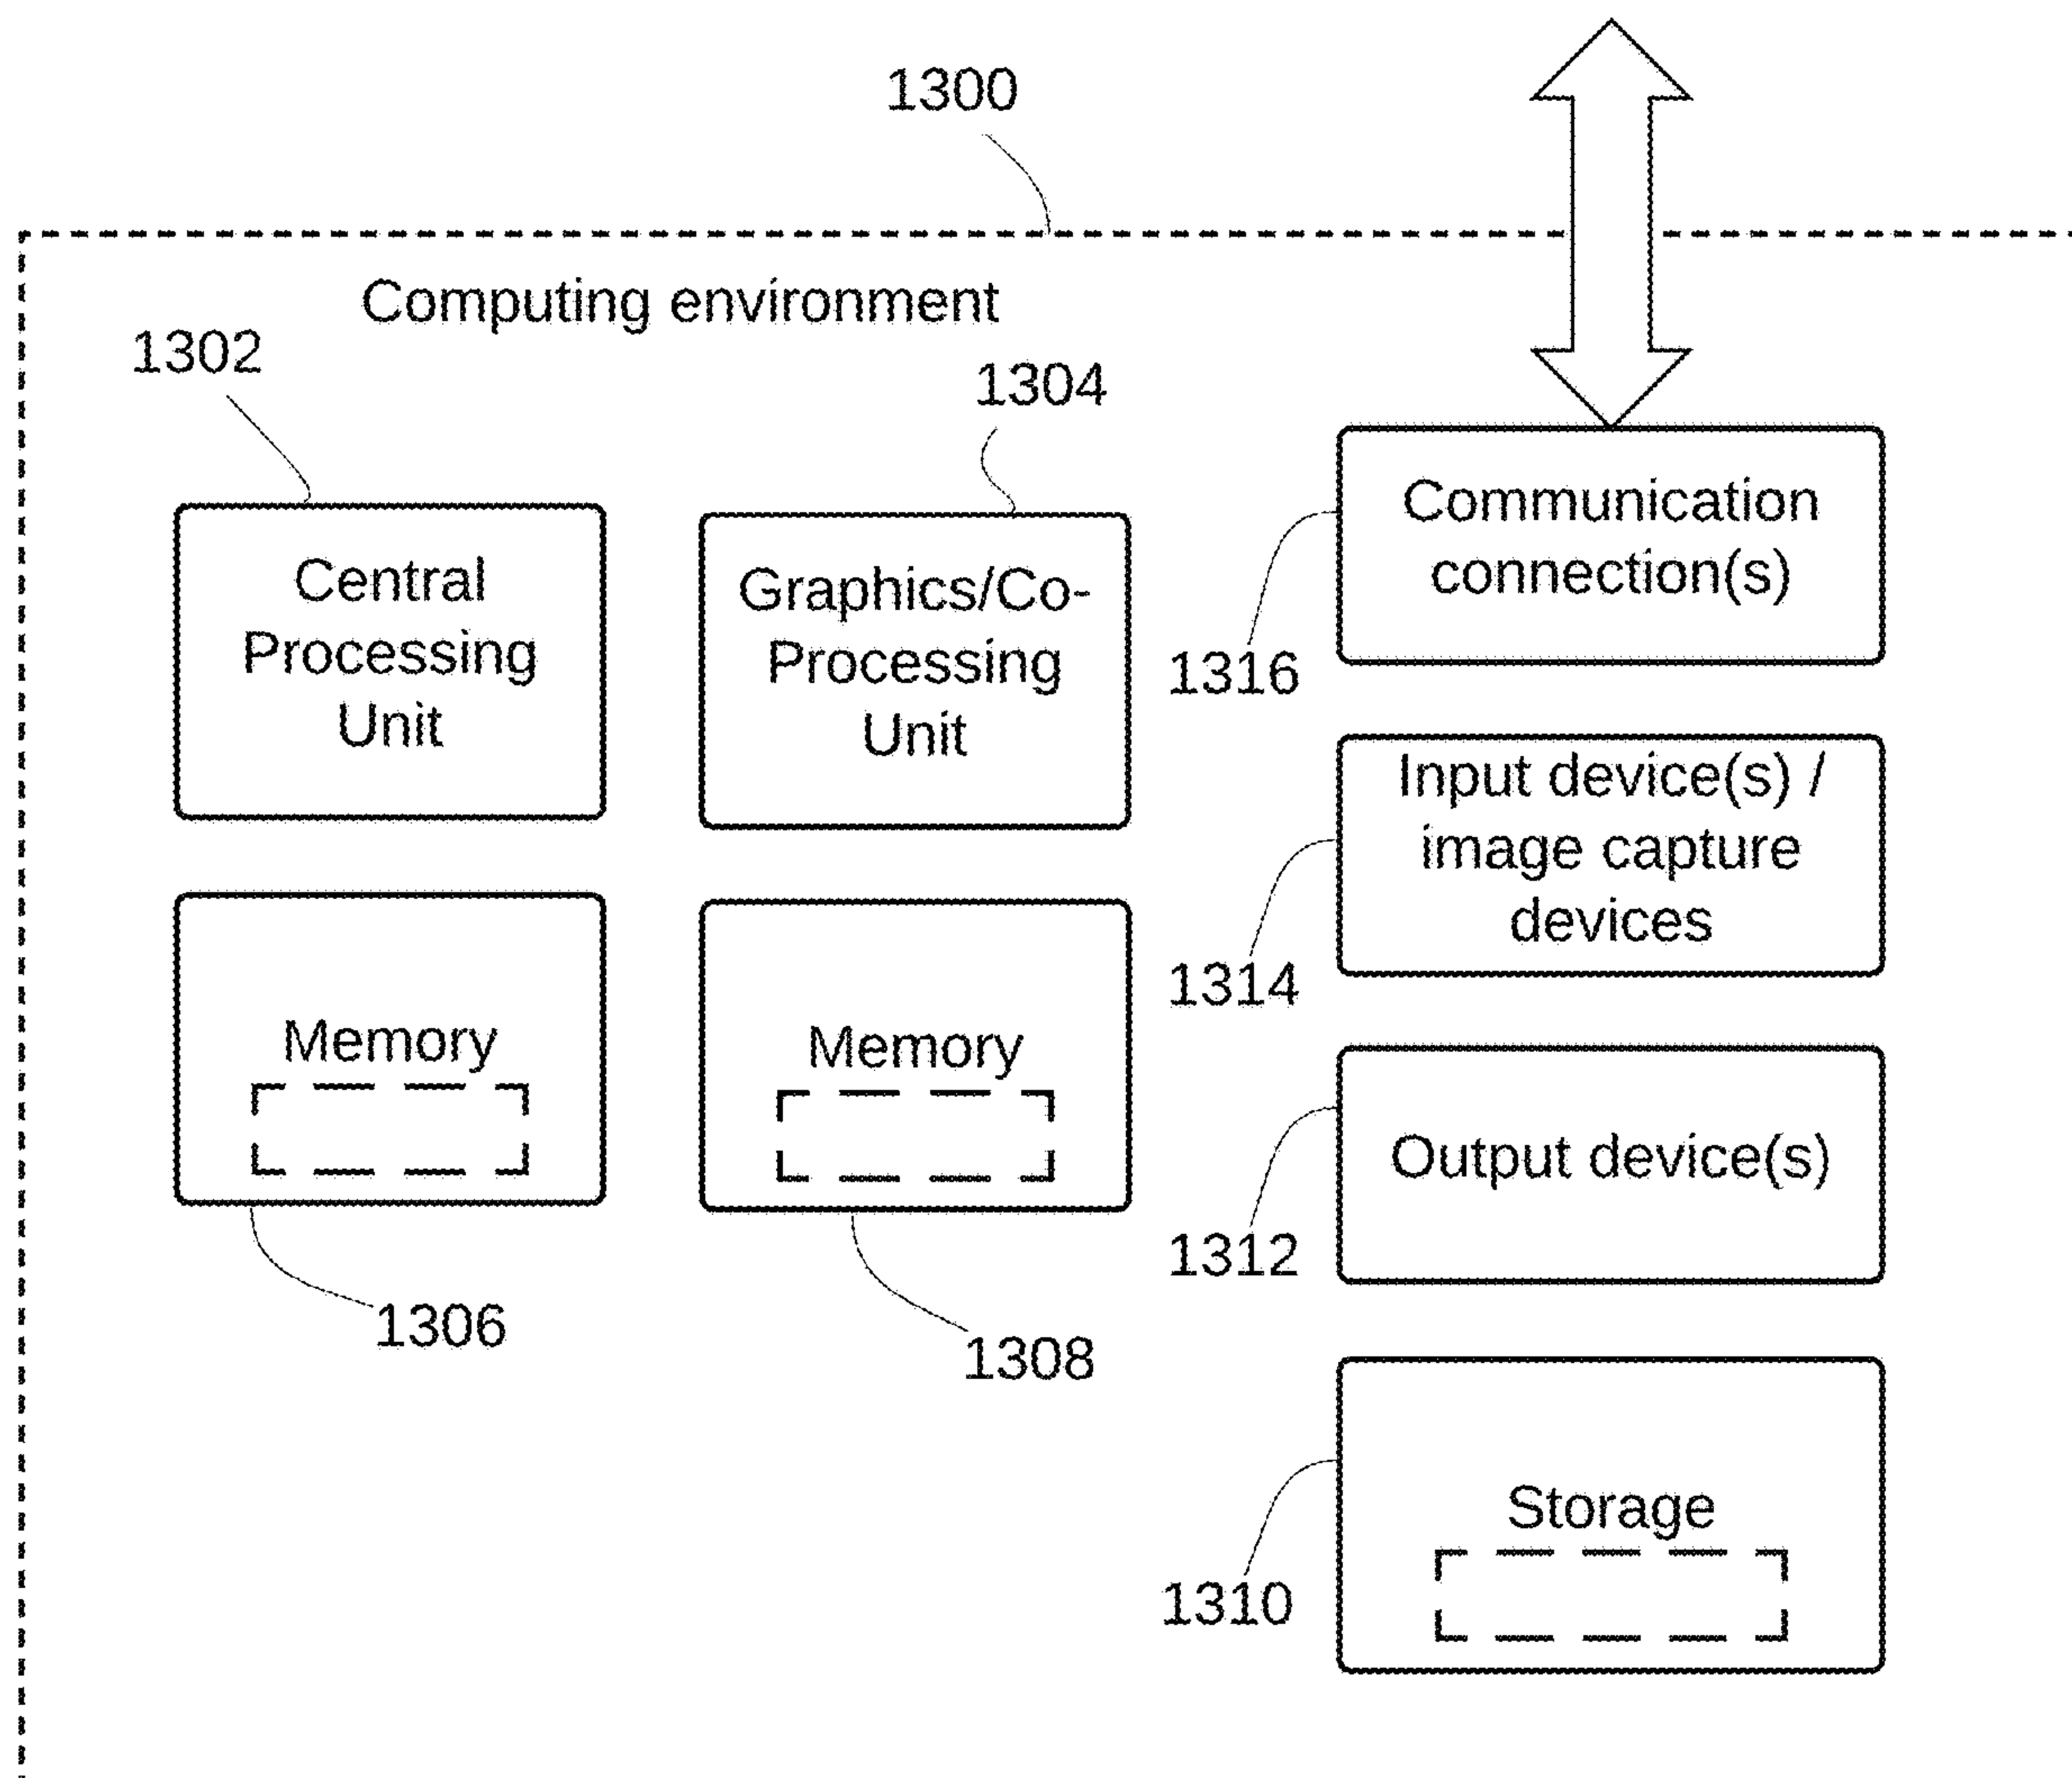 1300
Computing environment
1302
1304
Central
Processing
Unit
Graphics/Co-
Processing
Unit
Communication
connection(s)
1316
Input device(s) /
image capture
devices
1314
Memory
Memory
Output device(s)
1312
1306
1308
Storage
1310